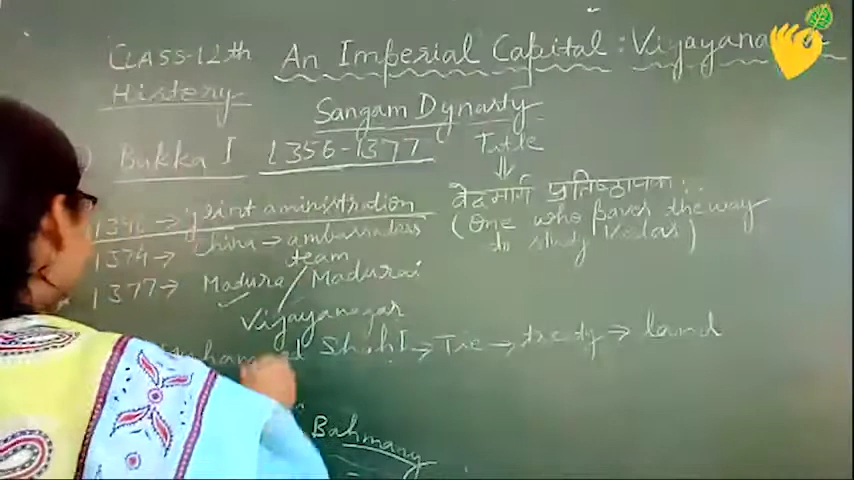 CLASS-12th
History
An Imperial Capital : Vijayana
Sangam Dynasty
Bukka I 1356-1377
Tittle
1346 → joint aministration
वेदमार्ग प्रतिष्ठापक
(One who paves the way
to study Vedas)
1374 → China → ambassadors
team
1377 → Madura / Madurai
Vijayanagar
Shah I → Tie → treaty → land
Bahmany